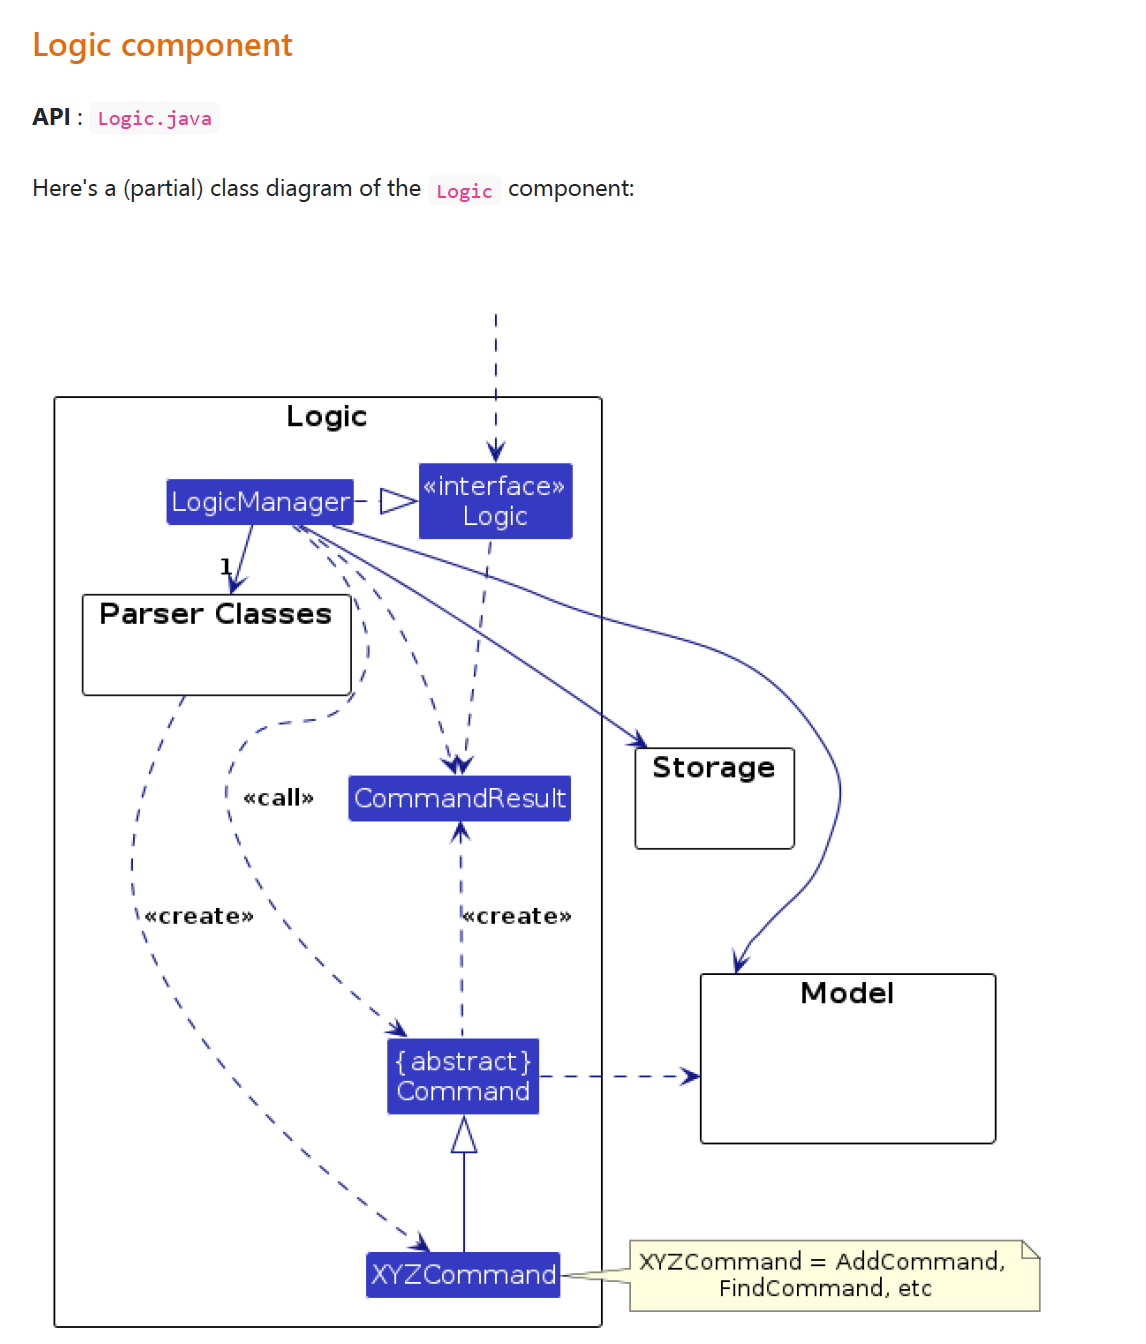 Logic component
API : Logic.java
Here's a (partial) class diagram of the Logic component:
Logic
LogicManager
«interface»
Logic
1
Parser Classes
Storage
«call»
CommandResult
«create»
«create»
Model
{abstract}
Command
XYZCommand
XYZCommand = AddCommand,
FindCommand, etc